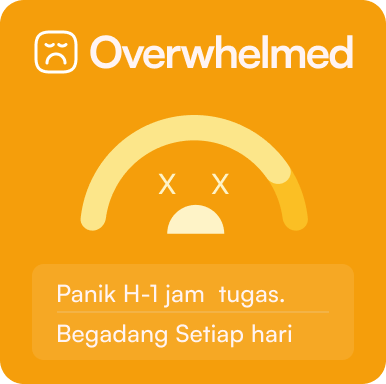 Overwhelmed
X X
Panik H-1 jam tugas.
Begadang Setiap hari